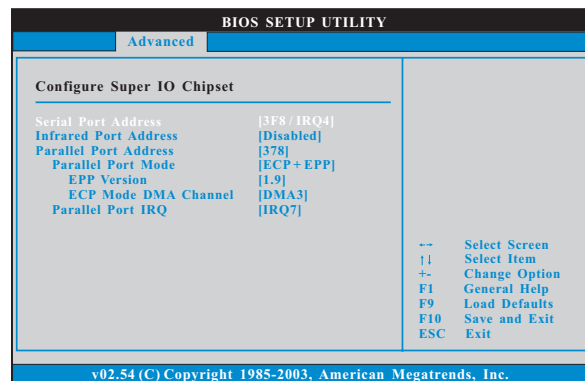 BIOS SETUP UTILITY
Advanced
Configure Super IO Chipset
Serial Port Address [3F8 / IRQ4]
Infrared Port Address [Disabled]
Parallel Port Address [378]
Parallel Port Mode [ECP + EPP]
EPP Version [1.9]
ECP Mode DMA Channel [DMA3]
Parallel Port IRQ [IRQ7]
←→ Select Screen
↑↓ Select Item
+- Change Option
F1 General Help
F9 Load Defaults
F10 Save and Exit
ESC Exit
v02.54 (C) Copyright 1985-2003, American Megatrends, Inc.